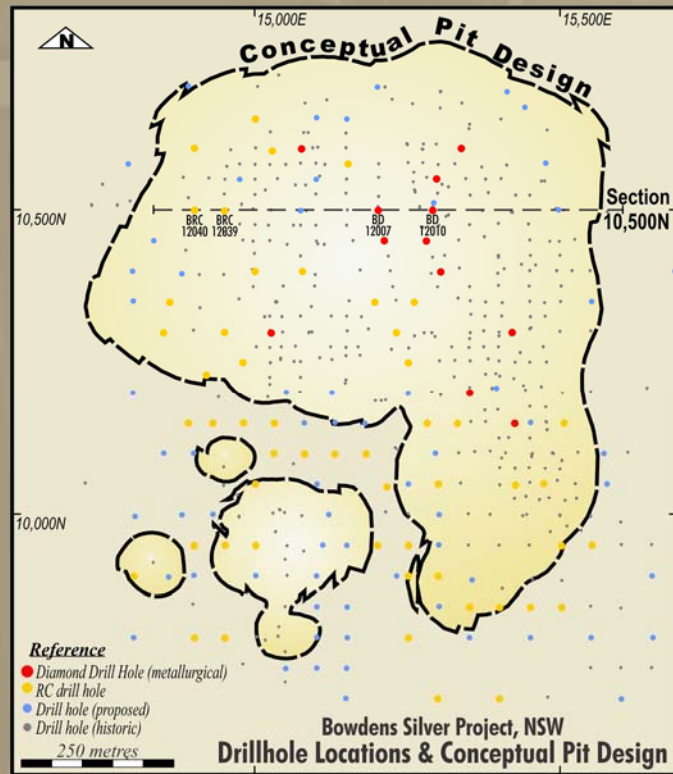 15,000E
15,500E
Conceptual Pit Design
N
Section
10,500N
10,500N
BRC
12040
BRC
12039
BD
12007
BD
12010
10,000N
Reference
Diamond Drill Hole (metallurgical)
RC drill hole
Drill hole (proposed)
Drill hole (historic)
250 metres
Bowdens Silver Project, NSW
Drillhole Locations & Conceptual Pit Design